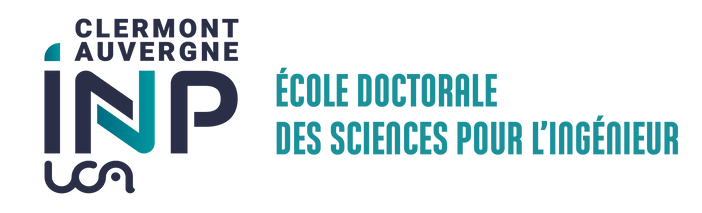 CLERMONT
AUVERGNE
INP
UCA
ÉCOLE DOCTORALE
DES SCIENCES POUR L'INGÉNIEUR